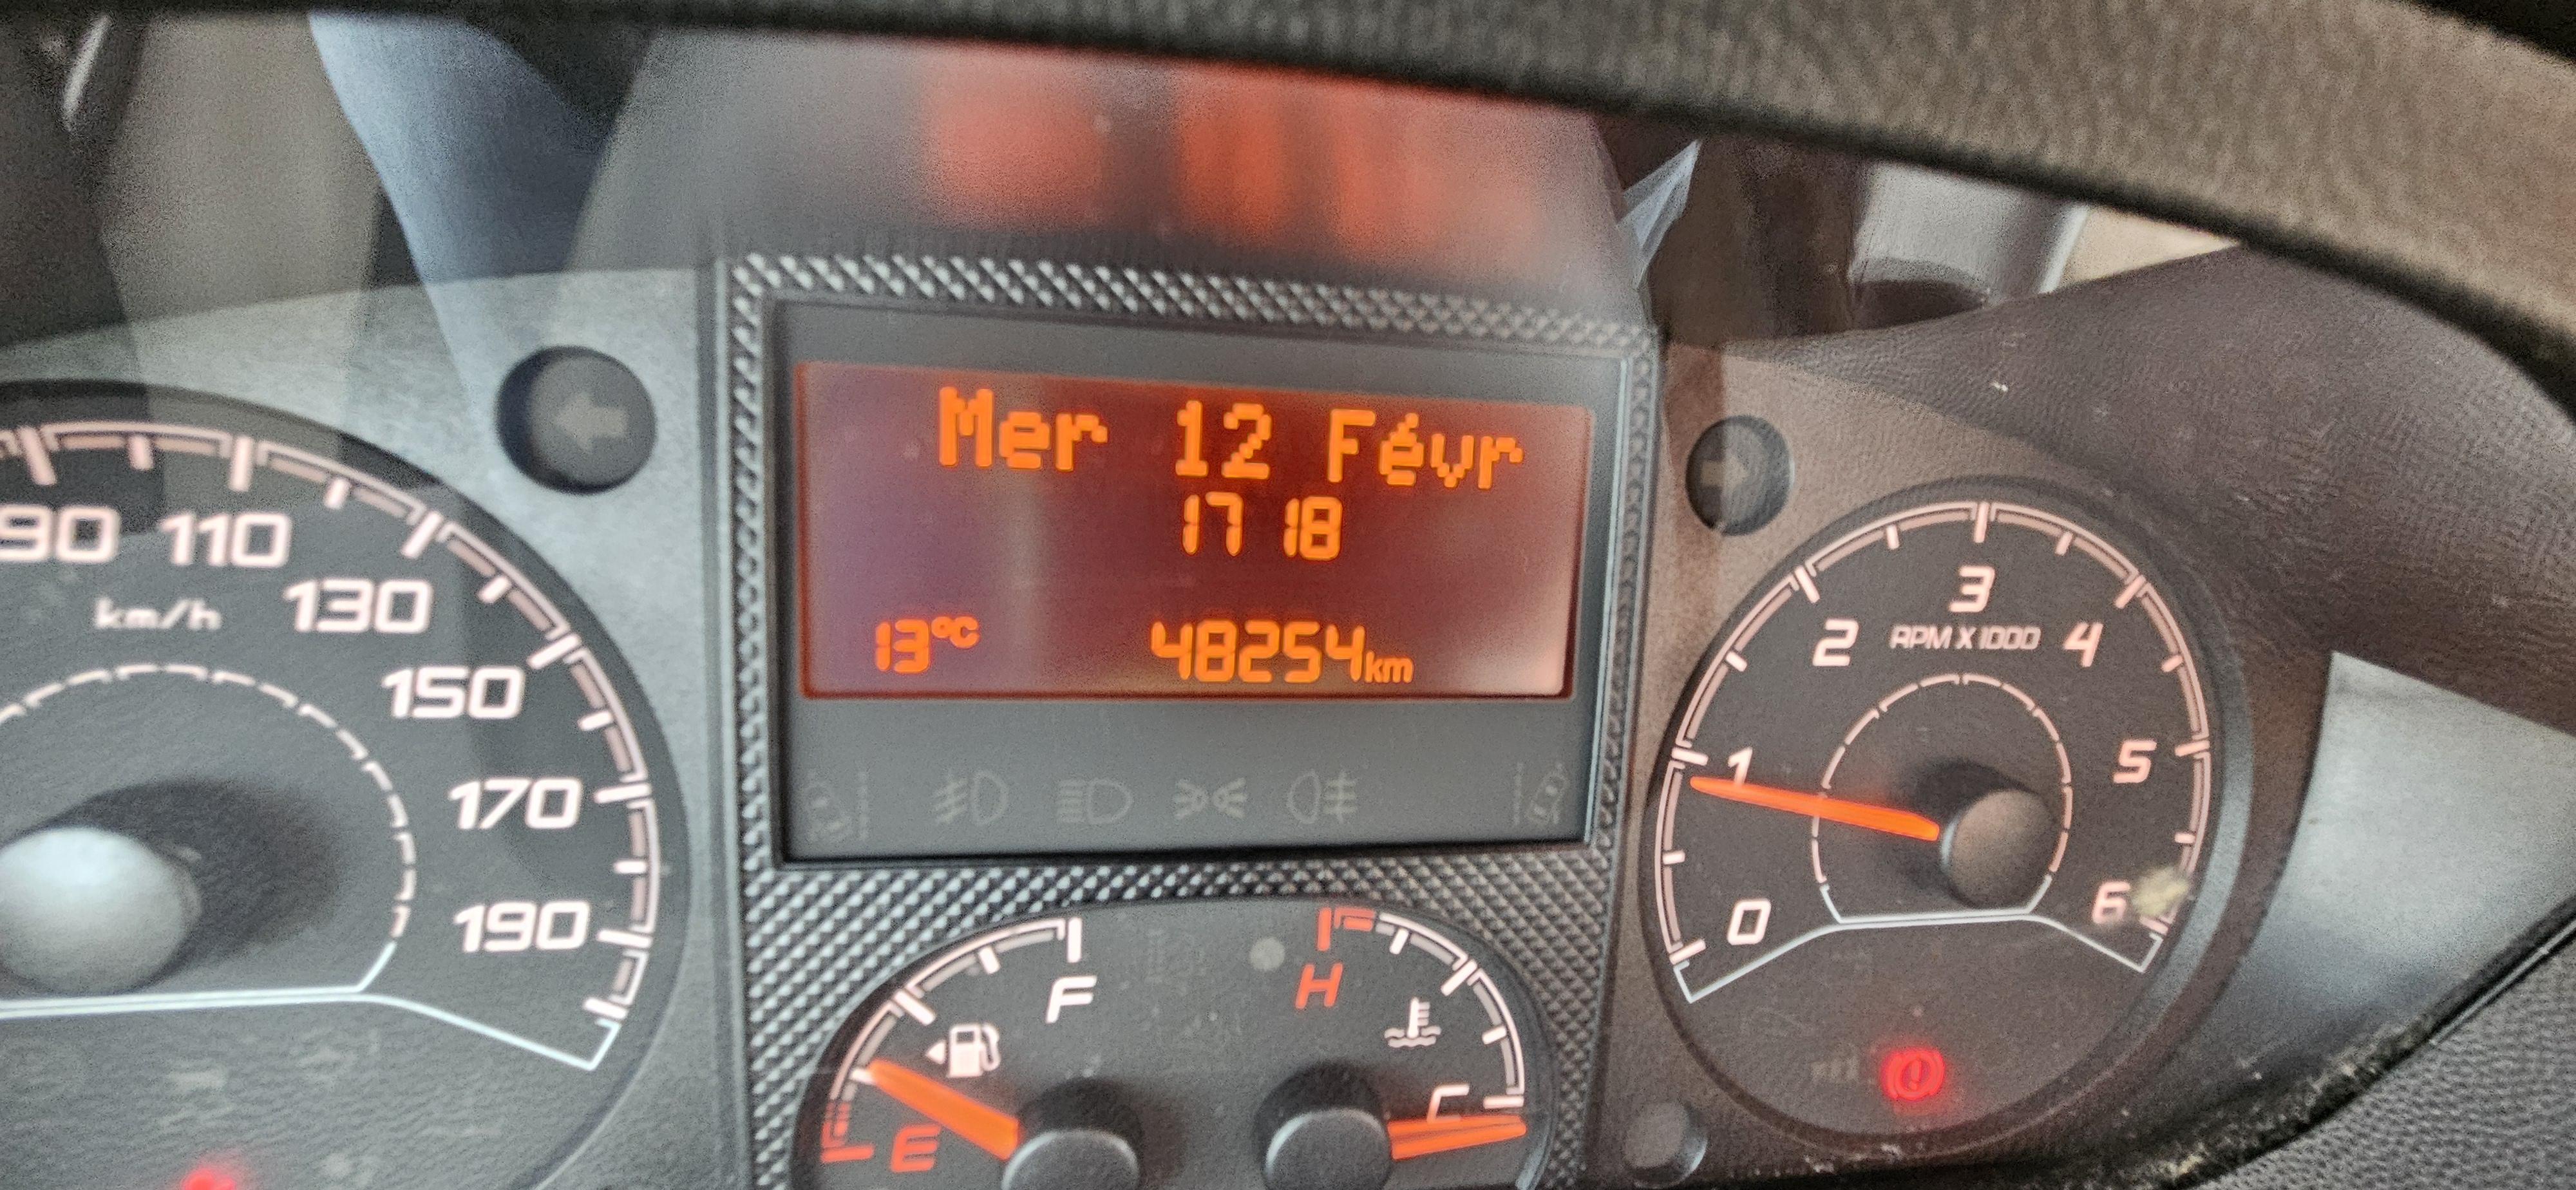 Mer 12 Févr
17 18
13°C 48254km
90 110 130 150 170 190
km/h
0 1 2 3 4 5 6
RPM X 1000
E F
H C